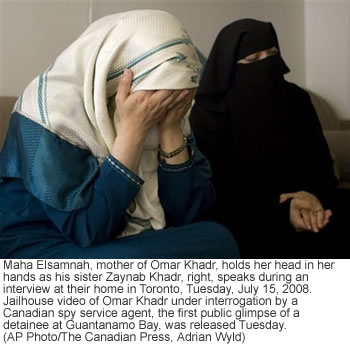 Maha Elsamnah, mother of Omar Khadr, holds her head in her
hands as his sister Zaynab Khadr, right, speaks during an
interview at their home in Toronto, Tuesday, July 15, 2008.
Jailhouse video of Omar Khadr under interrogation by a
Canadian spy service agent, the first public glimpse of a
detainee at Guantanamo Bay, was released Tuesday.
(AP Photo/The Canadian Press, Adrian Wyld)